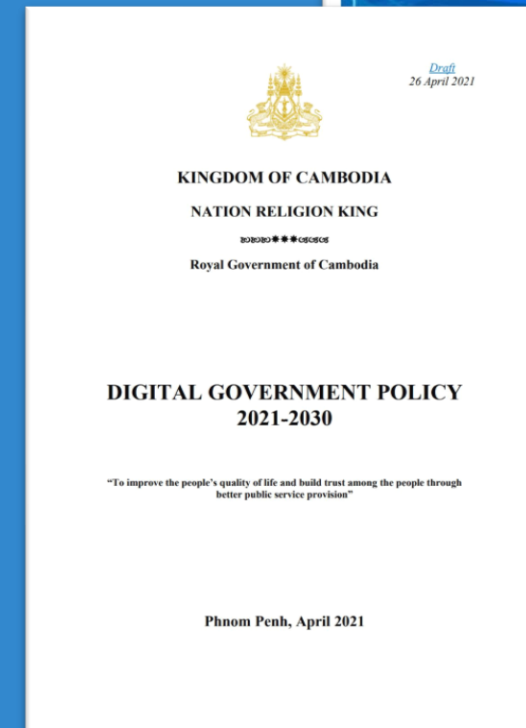 Draft
26 April 2021
KINGDOM OF CAMBODIA
NATION RELIGION KING
Royal Government of Cambodia
DIGITAL GOVERNMENT POLICY
2021-2030
“To improve the people’s quality of life and build trust among the people through
better public service provision”
Phnom Penh, April 2021